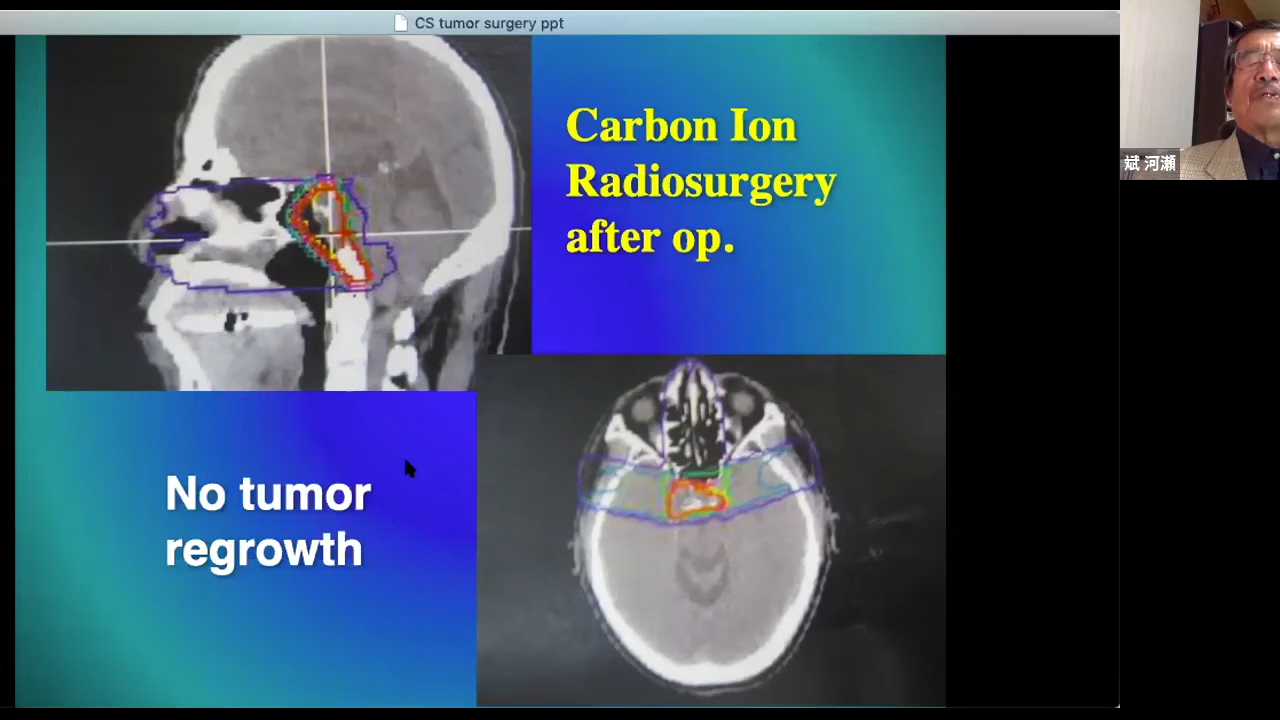 CS tumor surgery ppt
Carbon Ion
Radiosurgery
after op.
斌 河瀬
No tumor
regrowth